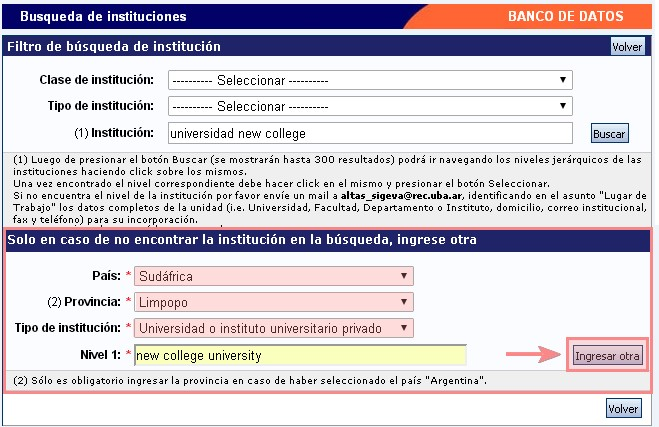 Busqueda de instituciones BANCO DE DATOS
Filtro de búsqueda de institución Volver
Clase de institución: ---------- Seleccionar ----------
Tipo de institución: ---------- Seleccionar ----------
(1) Institución: universidad new college Buscar
(1) Luego de presionar el botón Buscar (se mostrarán hasta 300 resultados) podrá ir navegando los niveles jerárquicos de las
instituciones haciendo click sobre los mismos.
Una vez encontrado el nivel correspondiente debe hacer click en el mismo y presionar el botón Seleccionar.
Si no encuentra el nivel de la institución por favor envíe un mail a altas_sigeva@rec.uba.ar, identificando en el asunto "Lugar de
Trabajo" los datos completos de la unidad (i.e. Universidad, Facultad, Departamento o Instituto, domicilio, correo institucional,
fax y teléfono) para su incorporación.
Solo en caso de no encontrar la institución en la búsqueda, ingrese otra
País: * Sudáfrica
(2) Provincia: * Limpopo
Tipo de institución: * Universidad o instituto universitario privado
Nivel 1: * new college university Ingresar otra
(2) Sólo es obligatorio ingresar la provincia en caso de haber seleccionado el país "Argentina".
Volver